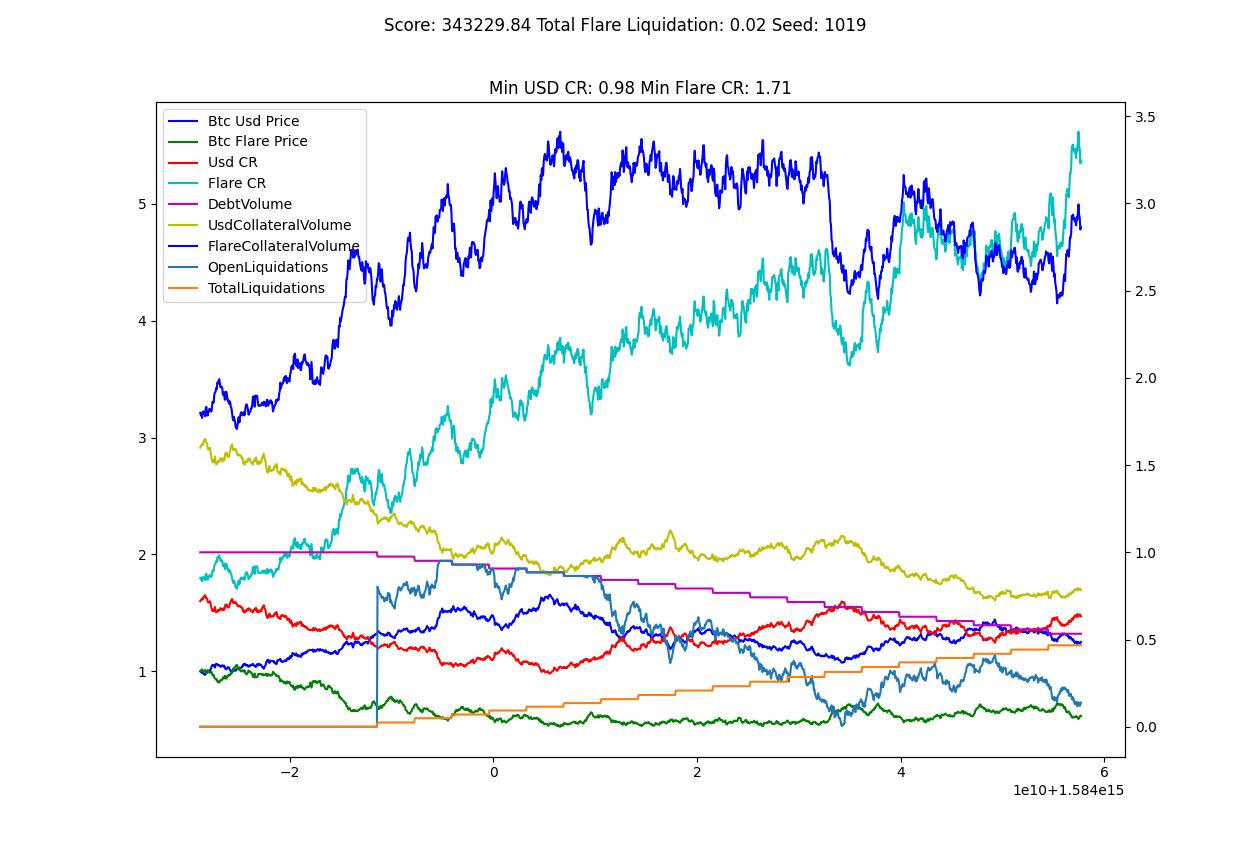 Score: 343229.84 Total Flare Liquidation: 0.02 Seed: 1019
Min USD CR: 0.98 Min Flare CR: 1.71
Btc Usd Price
Btc Flare Price
Usd CR
Flare CR
DebtVolume
UsdCollateralVolume
FlareCollateralVolume
OpenLiquidations
TotalLiquidations
5
4
3
2
1
3.5
3.0
2.5
2.0
1.5
1.0
0.5
0.0
−2
0
2
4
6
1e10+1.584e15